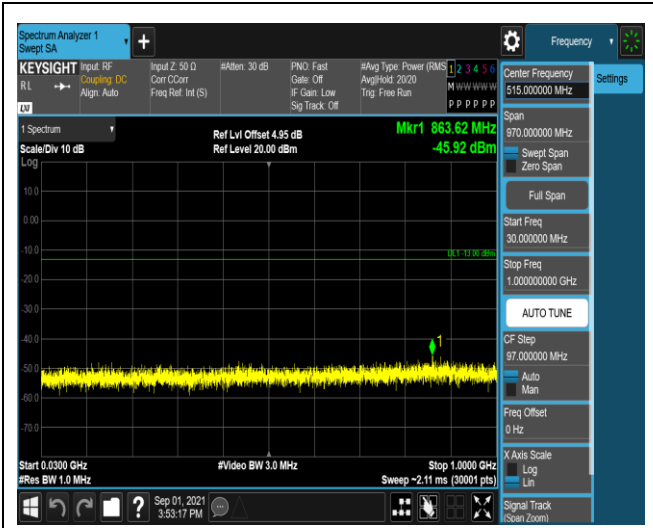 Spectrum Analyzer 1
Swept SA
Frequency
KEYSIGHT
RL
Input: RF
Coupling: DC
Align: Auto
Input Z: 50 Ω
Corr CCorr
Freq Ref: Int (S)
#Atten: 30 dB
PNO: Fast
Gate: Off
IF Gain: Low
Sig Track: Off
#Avg Type: Power (RMS
Avg|Hold: 20/20
Trig: Free Run
1 2 3 4 5 6
M W W W W W
P P P P P P
LXI
Center Frequency
515.000000 MHz
Settings
Span
970.000000 MHz
Swept Span
Zero Span
Full Span
Start Freq
30.000000 MHz
Stop Freq
1.000000000 GHz
AUTO TUNE
CF Step
97.000000 MHz
Auto
Man
Freq Offset
0 Hz
X Axis Scale
Log
Lin
Signal Track
(Span Zoom)
1 Spectrum
Scale/Div 10 dB
Ref Lvl Offset 4.95 dB
Ref Level 20.00 dBm
Mkr1 863.62 MHz
-45.92 dBm
Log
10.0
0.00
-10.0
DL1 -13.00 dBm
-20.0
-30.0
-40.0
1
-50.0
-60.0
-70.0
Start 0.0300 GHz
#Video BW 3.0 MHz
Stop 1.0000 GHz
#Res BW 1.0 MHz
Sweep ~2.11 ms (30001 pts)
?
Sep 01, 2021
3:53:17 PM